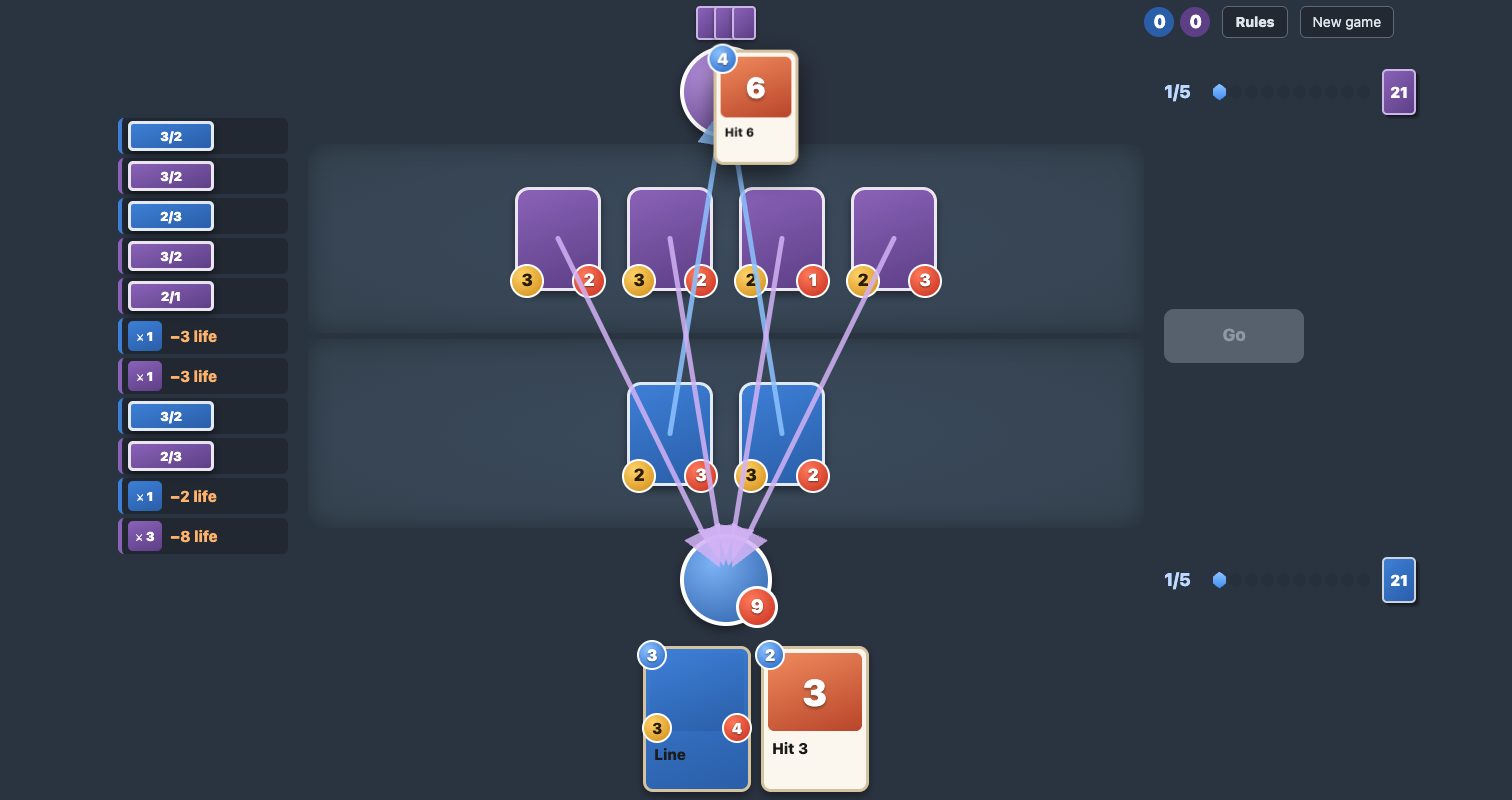 0 0 Rules New game
4
6
Hit 6
1/5 21
3/2
3/2
2/3
3/2
2/1
×1 −3 life
×1 −3 life
3/2
2/3
×1 −2 life
×3 −8 life
3 2 3 2 2 1 2 3
Go
2 3 3 2
9
1/5 21
3
3 4
Line
2
3
Hit 3